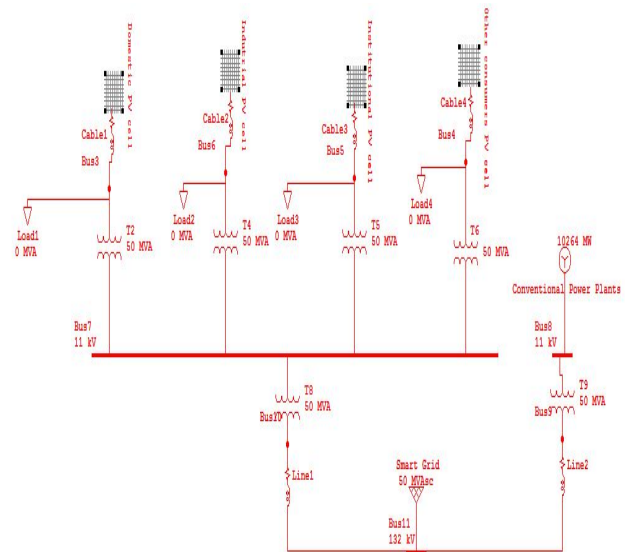 Domestic PV cell
Indutrial PV cell
Institutional PV cell
Other consumers PV cell
Cable1
Cable2
Cable3
Cable4
Bus3
Bus6
Bus5
Bus4
Load1
0 MVA
Load2
0 MVA
Load3
0 MVA
Load4
0 MVA
T2
50 MVA
T4
50 MVA
T5
50 MVA
T6
50 MVA
10264 MW
Conventional Power Plants
Bus7
11 kV
Bus8
11 kV
T8
50 MVA
Bus10
T9
50 MVA
Bus9
Line1
Line2
Smart Grid
50 MVAsc
Bus11
132 kV